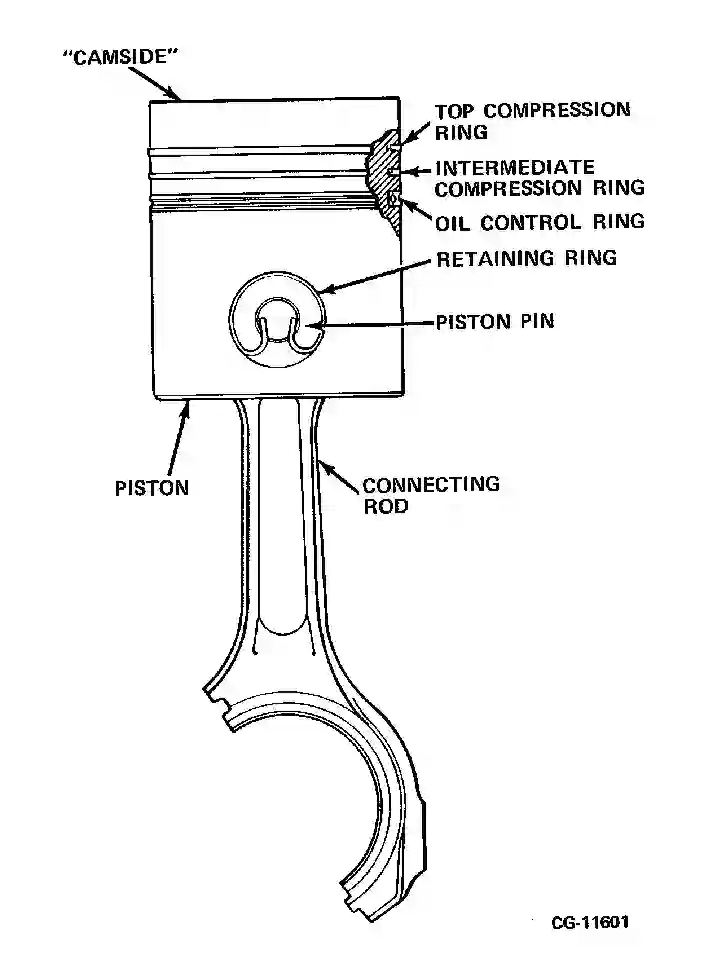 "CAMSIDE"
TOP COMPRESSION
RING
INTERMEDIATE
COMPRESSION RING
OIL CONTROL RING
RETAINING RING
PISTON PIN
PISTON
CONNECTING
ROD
CG-11601